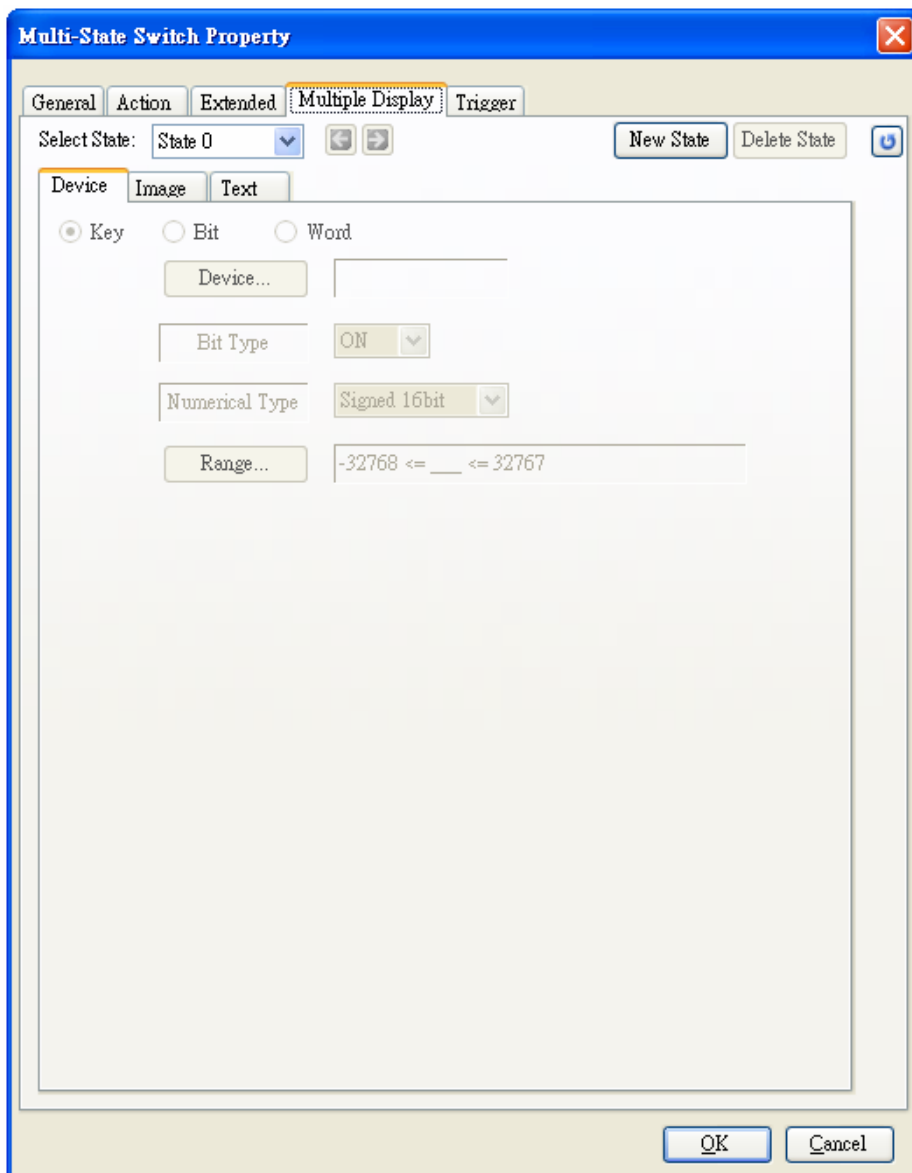 Multi-State Switch Property
General Action Extended Multiple Display Trigger
Select State: State 0 New State Delete State
Device Image Text
Key Bit Word
Device...
Bit Type ON
Numerical Type Signed 16bit
Range... -32768 <= ___ <= 32767
OK Cancel